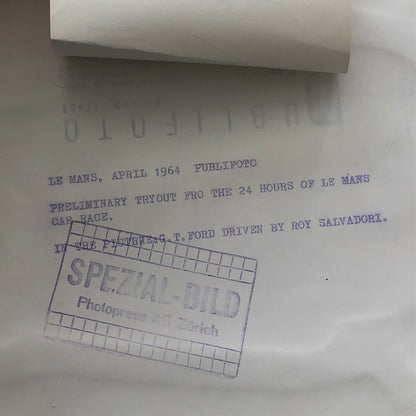 PUBLIFOTO
LE MANS, APRIL 1964 PUBLIFOTO
PRELIMINARY TRYOUT FRO THE 24 HOURS OF LE MANS
CAR RACE.
IN THE PICTURE:G.T.FORD DRIVEN BY ROY SALVADORI.
SPEZIAL-BILD
Photopress AG Zürich